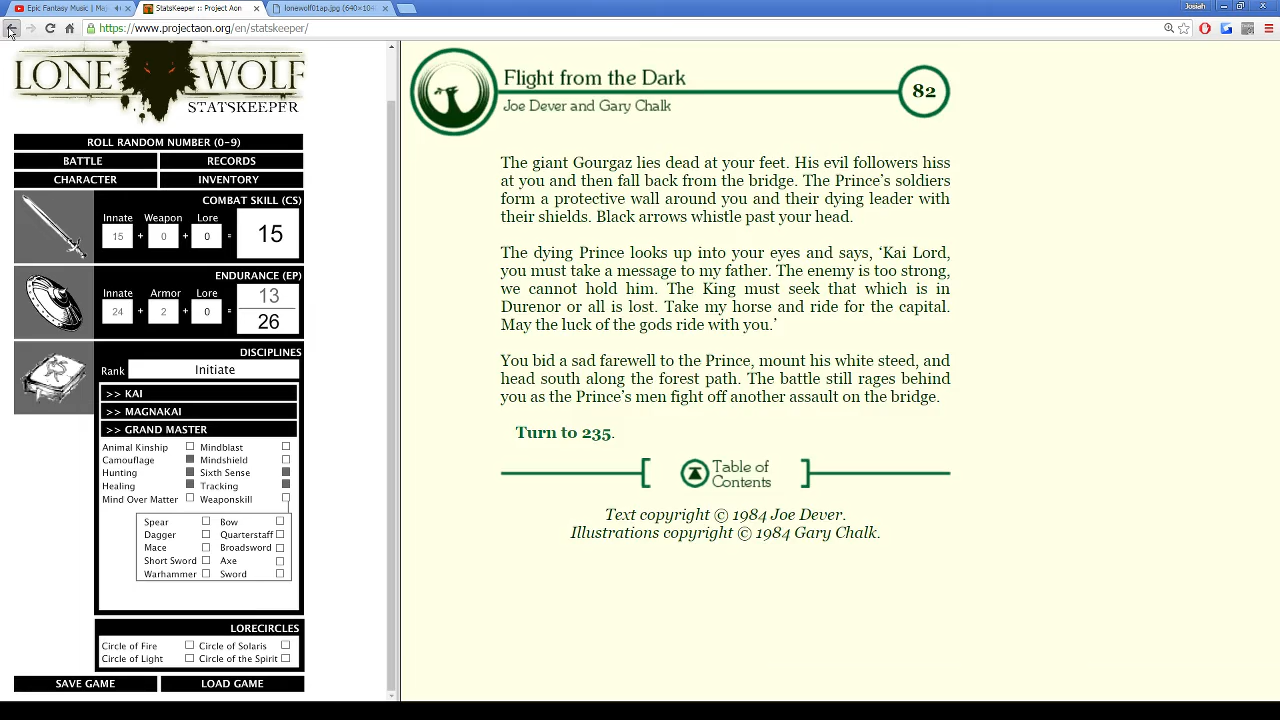 Epic Fantasy Music | Ma
StatsKeeper :: Project Aon
lonewolf01ap.jpg (640×104
Josiah
https://www.projectaon.org/en/statskeeper/
LONE WOLF
STATSKEEPER
ROLL RANDOM NUMBER (0-9)
BATTLE RECORDS
CHARACTER INVENTORY
COMBAT SKILL (CS)
Innate Weapon Lore
15 + 0 + 0 = 15
ENDURANCE (EP)
Innate Armor Lore
13
24 + 2 + 0 =
26
DISCIPLINES
Rank Initiate
>> KAI
>> MAGNAKAI
>> GRAND MASTER
Animal Kinship Mindblast
Camouflage Mindshield
Hunting Sixth Sense
Healing Tracking
Mind Over Matter Weaponskill
Spear Bow
Dagger Quarterstaff
Mace Broadsword
Short Sword Axe
Warhammer Sword
LORECIRCLES
Circle of Fire Circle of Solaris
Circle of Light Circle of the Spirit
SAVE GAME LOAD GAME
Flight from the Dark
82
Joe Dever and Gary Chalk
The giant Gourgaz lies dead at your feet. His evil followers hiss
at you and then fall back from the bridge. The Prince's soldiers
form a protective wall around you and their dying leader with
their shields. Black arrows whistle past your head.
The dying Prince looks up into your eyes and says, ‘Kai Lord,
you must take a message to my father. The enemy is too strong,
we cannot hold him. The King must seek that which is in
Durenor or all is lost. Take my horse and ride for the capital.
May the luck of the gods ride with you.’
You bid a sad farewell to the Prince, mount his white steed, and
head south along the forest path. The battle still rages behind
you as the Prince's men fight off another assault on the bridge.
Turn to 235.
Table of
Contents
Text copyright © 1984 Joe Dever.
Illustrations copyright © 1984 Gary Chalk.